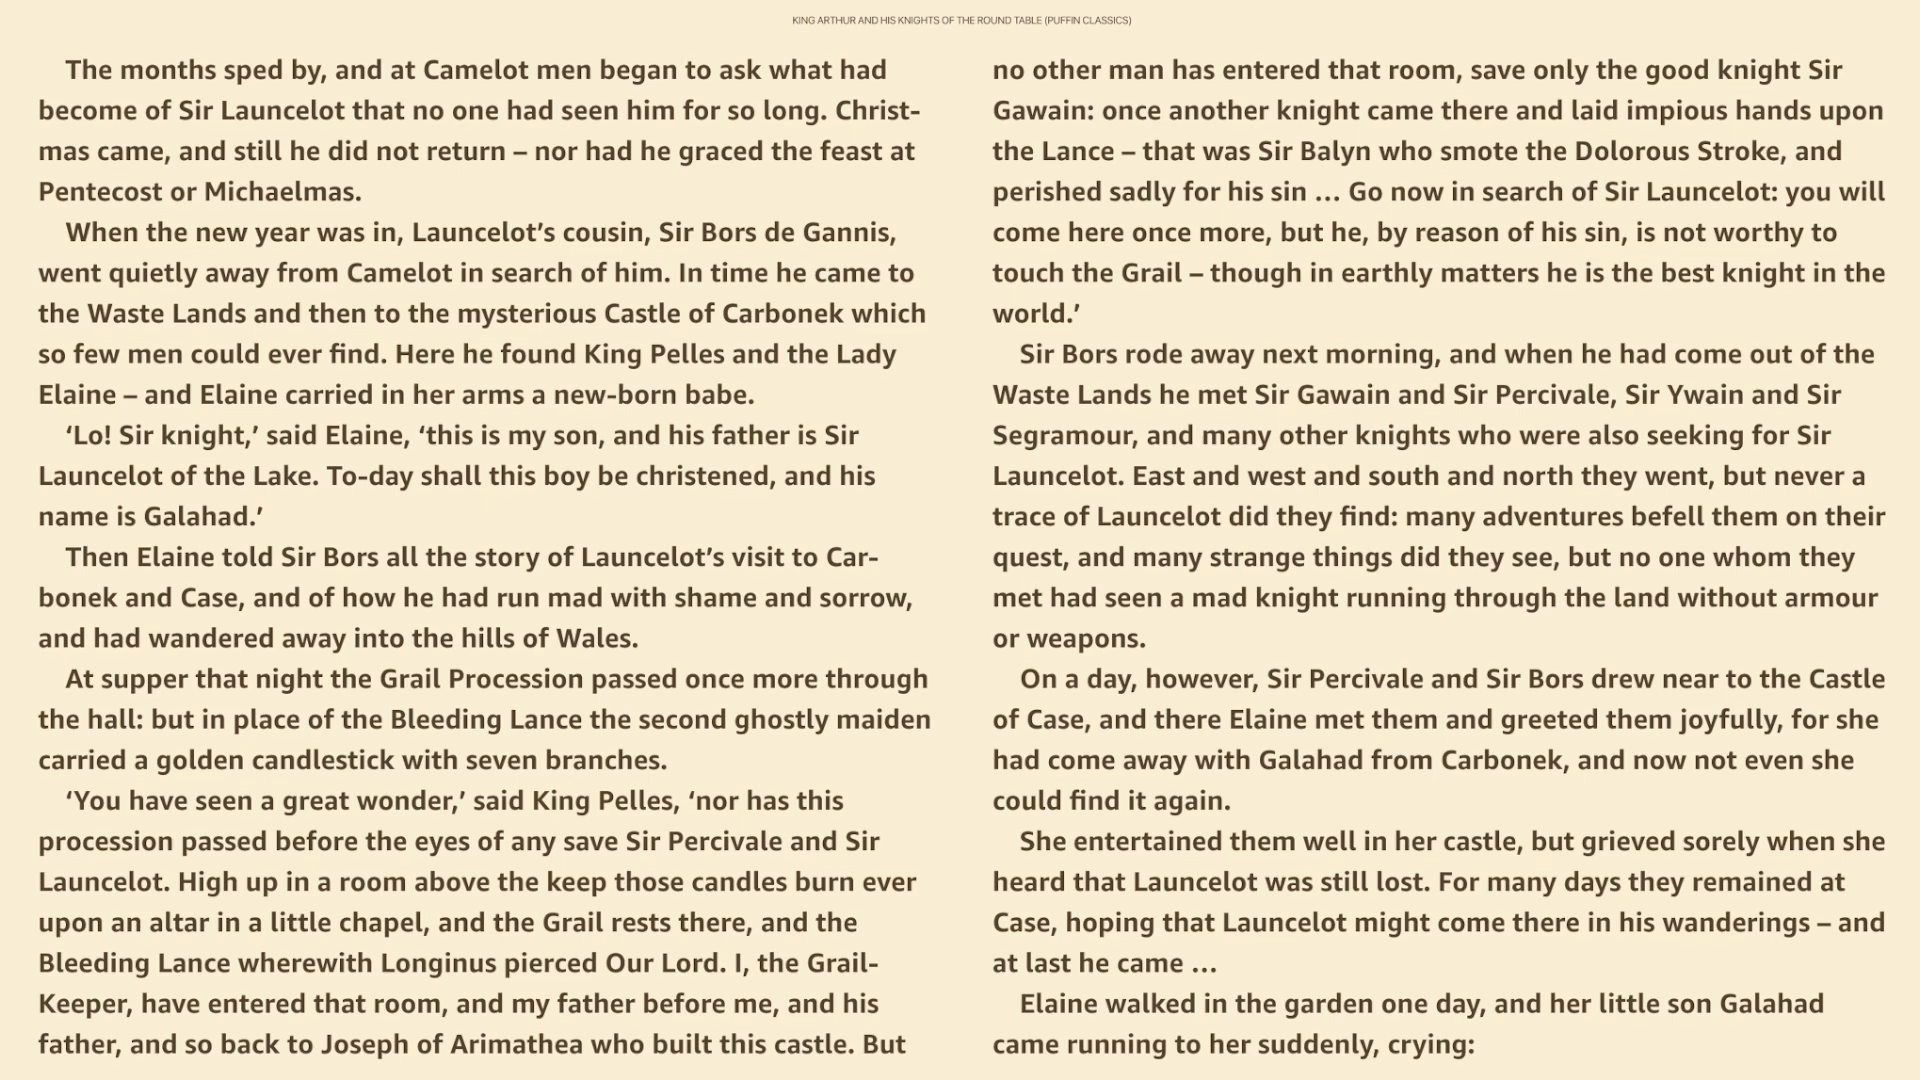 KING ARTHUR AND HIS KNIGHTS OF THE ROUND TABLE (PUFFIN CLASSICS)
The months sped by, and at Camelot men began to ask what had
become of Sir Launcelot that no one had seen him for so long. Christ-
mas came, and still he did not return – nor had he graced the feast at
Pentecost or Michaelmas.
When the new year was in, Launcelot’s cousin, Sir Bors de Gannis,
went quietly away from Camelot in search of him. In time he came to
the Waste Lands and then to the mysterious Castle of Carbonek which
so few men could ever find. Here he found King Pelles and the Lady
Elaine – and Elaine carried in her arms a new-born babe.
‘Lo! Sir knight,’ said Elaine, ‘this is my son, and his father is Sir
Launcelot of the Lake. To-day shall this boy be christened, and his
name is Galahad.’
Then Elaine told Sir Bors all the story of Launcelot’s visit to Car-
bonek and Case, and of how he had run mad with shame and sorrow,
and had wandered away into the hills of Wales.
At supper that night the Grail Procession passed once more through
the hall: but in place of the Bleeding Lance the second ghostly maiden
carried a golden candlestick with seven branches.
‘You have seen a great wonder,’ said King Pelles, ‘nor has this
procession passed before the eyes of any save Sir Percivale and Sir
Launcelot. High up in a room above the keep those candles burn ever
upon an altar in a little chapel, and the Grail rests there, and the
Bleeding Lance wherewith Longinus pierced Our Lord. I, the Grail-
Keeper, have entered that room, and my father before me, and his
father, and so back to Joseph of Arimathea who built this castle. But
no other man has entered that room, save only the good knight Sir
Gawain: once another knight came there and laid impious hands upon
the Lance – that was Sir Balyn who smote the Dolorous Stroke, and
perished sadly for his sin … Go now in search of Sir Launcelot: you will
come here once more, but he, by reason of his sin, is not worthy to
touch the Grail – though in earthly matters he is the best knight in the
world.’
Sir Bors rode away next morning, and when he had come out of the
Waste Lands he met Sir Gawain and Sir Percivale, Sir Ywain and Sir
Segramour, and many other knights who were also seeking for Sir
Launcelot. East and west and south and north they went, but never a
trace of Launcelot did they find: many adventures befell them on their
quest, and many strange things did they see, but no one whom they
met had seen a mad knight running through the land without armour
or weapons.
On a day, however, Sir Percivale and Sir Bors drew near to the Castle
of Case, and there Elaine met them and greeted them joyfully, for she
had come away with Galahad from Carbonek, and now not even she
could find it again.
She entertained them well in her castle, but grieved sorely when she
heard that Launcelot was still lost. For many days they remained at
Case, hoping that Launcelot might come there in his wanderings – and
at last he came …
Elaine walked in the garden one day, and her little son Galahad
came running to her suddenly, crying: